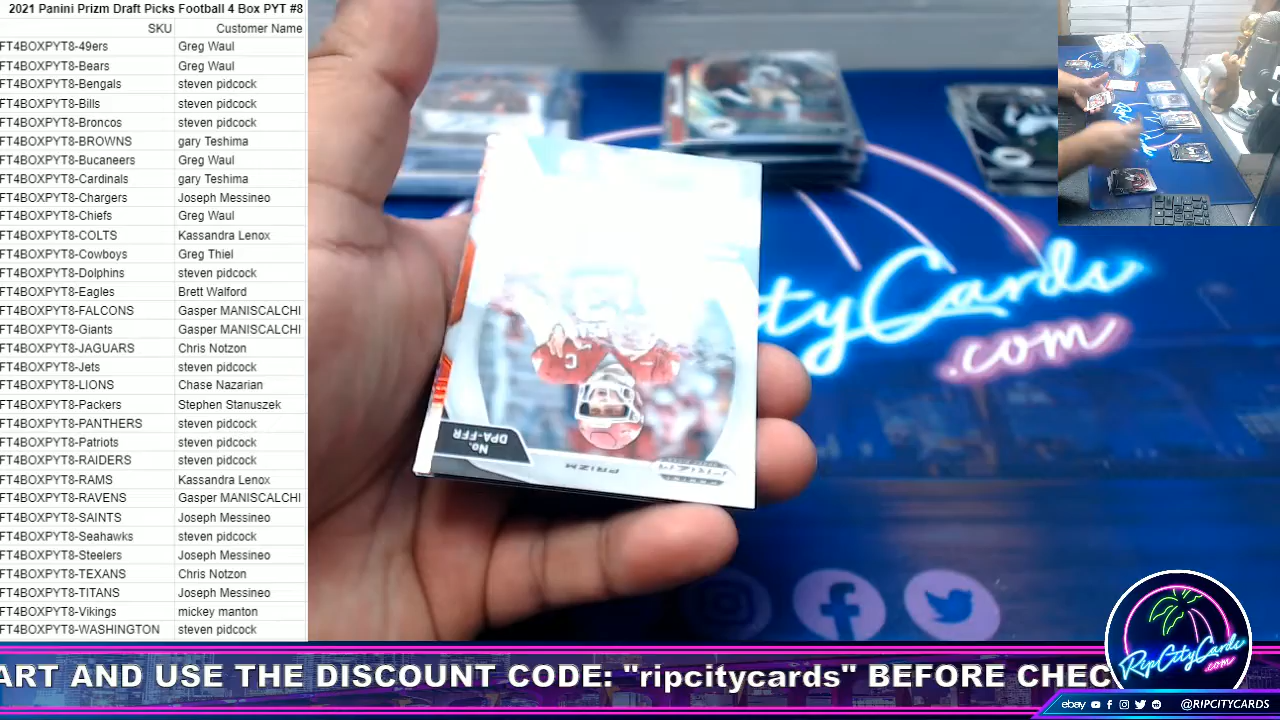 2021 Panini Prizm Draft Picks Football 4 Box PYT #8
SKU Customer Name
FT4BOXPYT8-49ers Greg Waul
FT4BOXPYT8-Bears Greg Waul
FT4BOXPYT8-Bengals steven pidcock
FT4BOXPYT8-Bills steven pidcock
FT4BOXPYT8-Broncos steven pidcock
FT4BOXPYT8-BROWNS gary Teshima
FT4BOXPYT8-Bucaneers Greg Waul
FT4BOXPYT8-Cardinals gary Teshima
FT4BOXPYT8-Chargers Joseph Messineo
FT4BOXPYT8-Chiefs Greg Waul
FT4BOXPYT8-COLTS Kassandra Lenox
FT4BOXPYT8-Cowboys Greg Thiel
FT4BOXPYT8-Dolphins steven pidcock
FT4BOXPYT8-Eagles Brett Walford
FT4BOXPYT8-FALCONS Gasper MANISCALCHI
FT4BOXPYT8-Giants Gasper MANISCALCHI
FT4BOXPYT8-JAGUARS Chris Notzon
FT4BOXPYT8-Jets steven pidcock
FT4BOXPYT8-LIONS Chase Nazarian
FT4BOXPYT8-Packers Stephen Stanuszek
FT4BOXPYT8-PANTHERS steven pidcock
FT4BOXPYT8-Patriots steven pidcock
FT4BOXPYT8-RAIDERS steven pidcock
FT4BOXPYT8-RAMS Kassandra Lenox
FT4BOXPYT8-RAVENS Gasper MANISCALCHI
FT4BOXPYT8-SAINTS Joseph Messineo
FT4BOXPYT8-Seahawks steven pidcock
FT4BOXPYT8-Steelers Joseph Messineo
FT4BOXPYT8-TEXANS Chris Notzon
FT4BOXPYT8-TITANS Joseph Messineo
FT4BOXPYT8-Vikings mickey manton
FT4BOXPYT8-WASHINGTON steven pidcock
tyCards
.com
No.
DPA-FFR
PRIZM
PRIZM
C
ART AND USE THE DISCOUNT CODE: "ripcitycards" BEFORE CHEC
RipCityCards
.com
ebay @RIPCITYCARDS